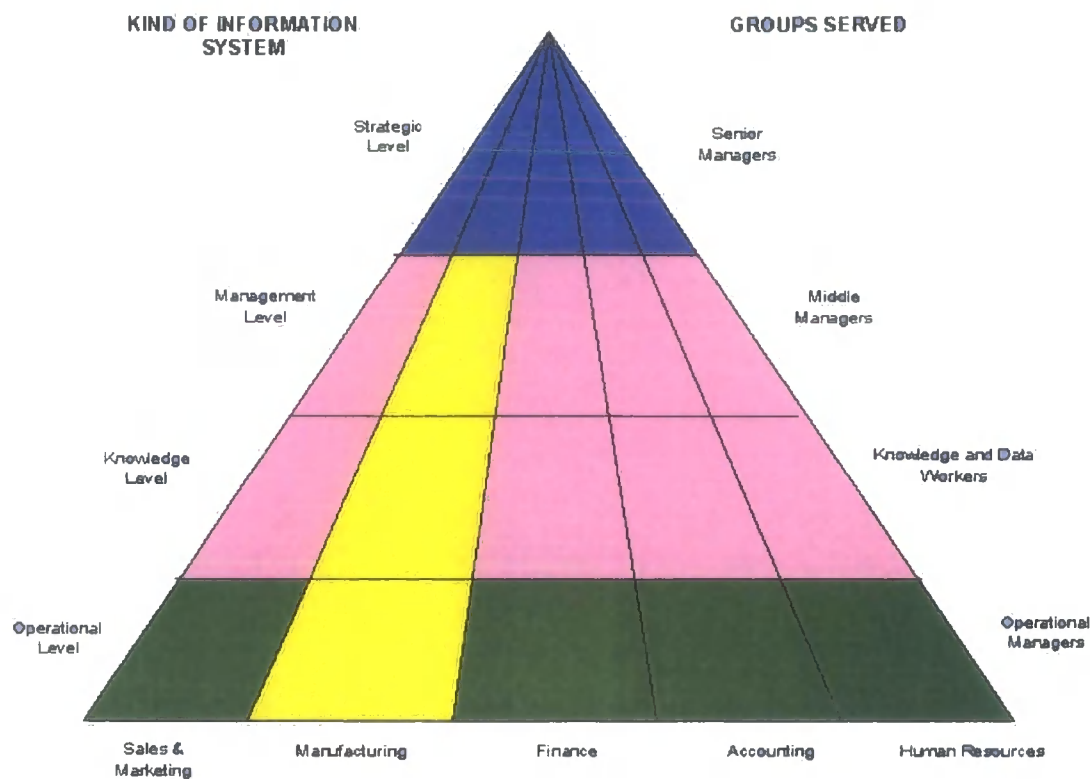 KIND OF INFORMATION
SYSTEM
GROUPS SERVED
Strategic
Level
Senior
Managers
Management
Level
Middle
Managers
Knowledge
Level
Knowledge and Data
Workers
Operational
Level
Operational
Managers
Sales &
Marketing
Manufacturing
Finance
Accounting
Human Resources